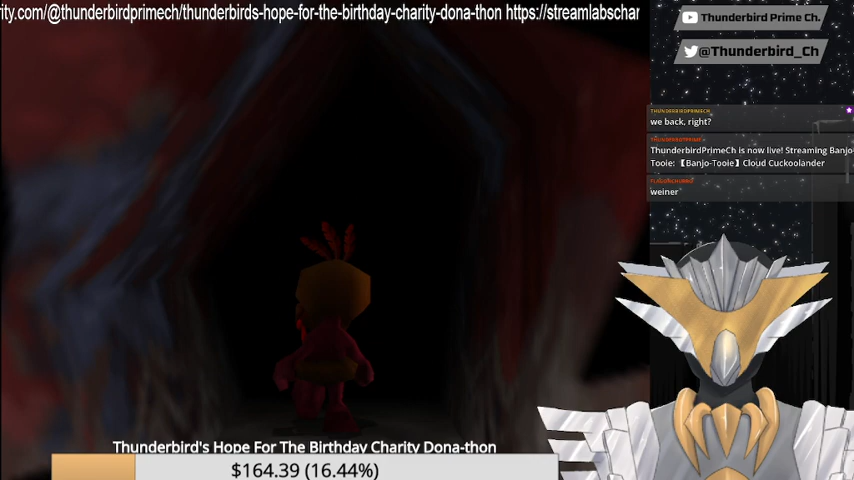 ity.com/@thunderbirdprimech/thunderbirds-hope-for-the-birthday-charity-dona-thon https://streamlabschar
Thunderbird Prime Ch.
@Thunderbird_Ch
THUNDERBIRDPRIMECH
we back, right?
ThunderbirdPrimeCh is now live! Streaming Banjo-
Tooie: 【Banjo-Tooie】Cloud Cuckoolander
weiner
Thunderbird's Hope For The Birthday Charity Dona-thon
$164.39 (16.44%)